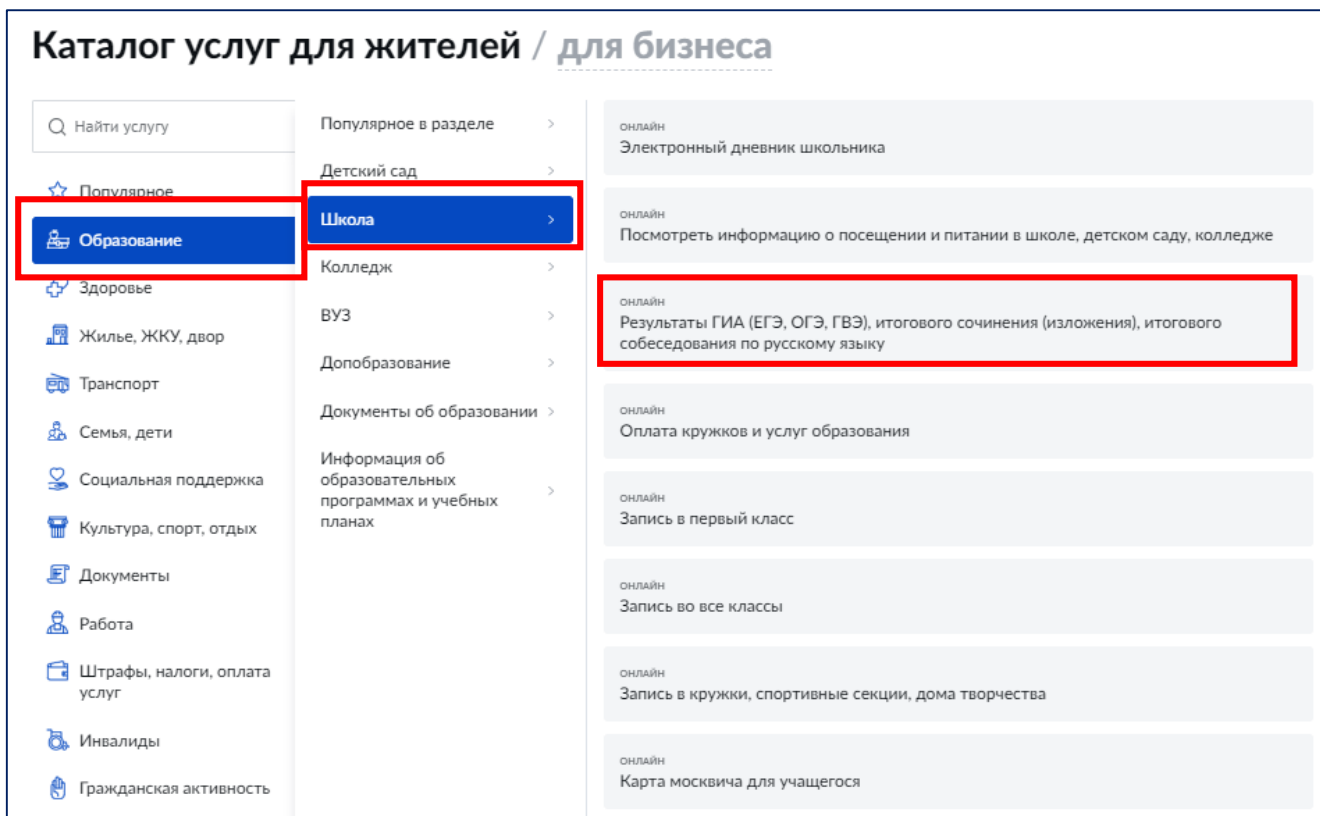 Каталог услуг для жителей / для бизнеса
Найти услугу
Популярное
Образование
Здоровье
Жилье, ЖКУ, двор
Транспорт
Семья, дети
Социальная поддержка
Культура, спорт, отдых
Документы
Работа
Штрафы, налоги, оплата
услуг
Инвалиды
Гражданская активность
Популярное в разделе
Детский сад
Школа
Колледж
ВУЗ
Допобразование
Документы об образовании
Информация об
образовательных
программах и учебных
планах
онлайн
Электронный дневник школьника
онлайн
Посмотреть информацию о посещении и питании в школе, детском саду, колледже
онлайн
Результаты ГИА (ЕГЭ, ОГЭ, ГВЭ), итогового сочинения (изложения), итогового
собеседования по русскому языку
онлайн
Оплата кружков и услуг образования
онлайн
Запись в первый класс
онлайн
Запись во все классы
онлайн
Запись в кружки, спортивные секции, дома творчества
онлайн
Карта москвича для учащегося